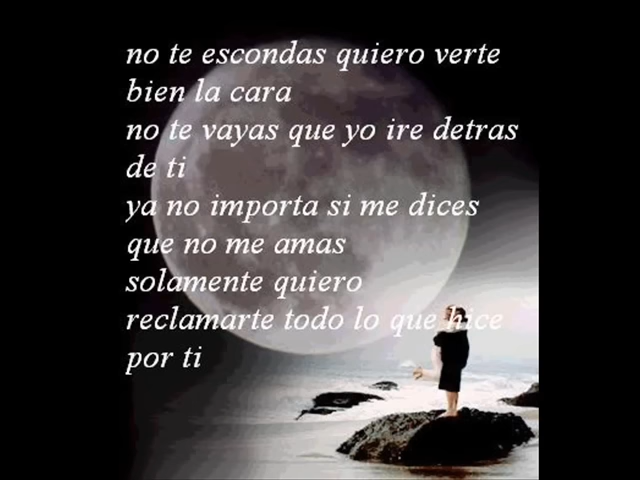 no te escondas quiero verte
bien la cara
no te vayas que yo ire detras
de ti
ya no importa si me dices
que no me amas
solamente quiero
reclamarte todo lo que hice
por ti